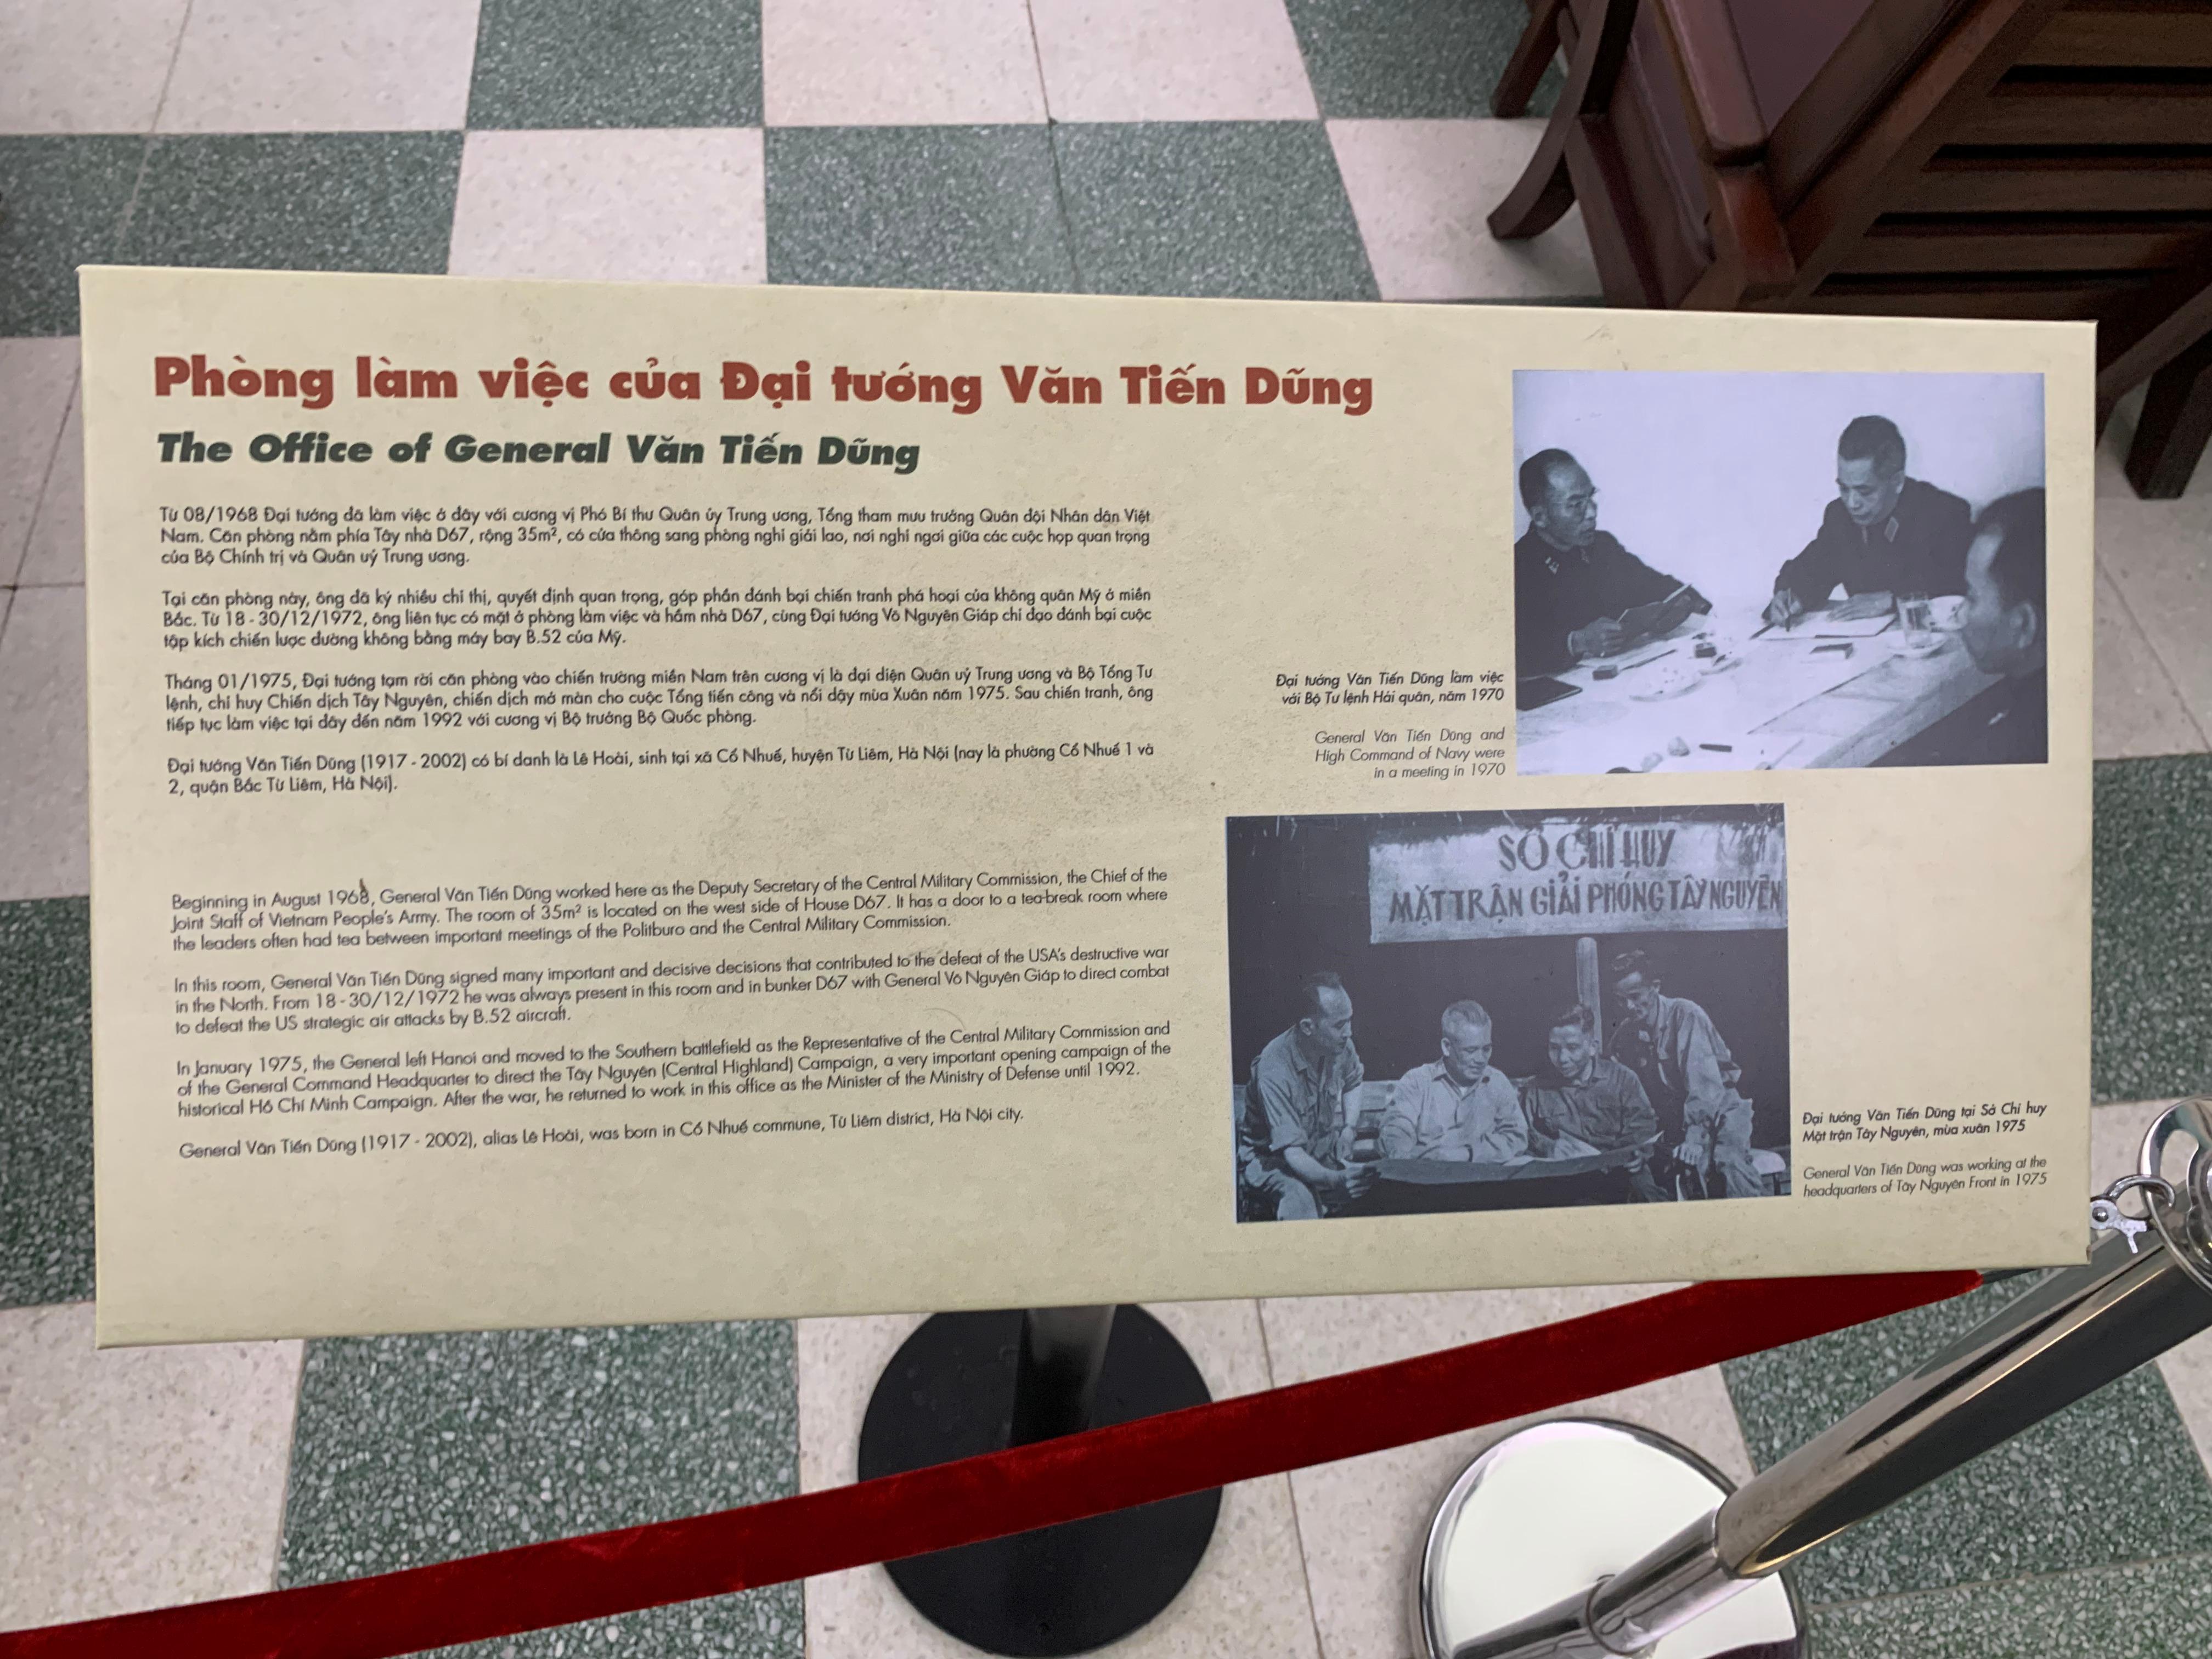 Phòng làm việc của Đại tướng Văn Tiến Dũng
The Office of General Văn Tiến Dũng
Từ 08/1968 Đại tướng đã làm việc ở đây với cương vị Phó Bí thư Quân ủy Trung ương, Tổng tham mưu trưởng Quân đội Nhân dân Việt
Nam. Căn phòng nằm phía Tây nhà D67, rộng 35m², có cửa thông sang phòng nghỉ giải lao, nơi nghỉ ngơi giữa các cuộc họp quan trọng
của Bộ Chính trị và Quân uỷ Trung ương.
Tại căn phòng này, ông đã ký nhiều chỉ thị, quyết định quan trọng, góp phần đánh bại chiến tranh phá hoại của không quân Mỹ ở miền
Bắc. Từ 18 - 30/12/1972, ông liên tục có mặt ở phòng làm việc và hầm nhà D67, cùng Đại tướng Võ Nguyên Giáp chỉ đạo đánh bại cuộc
tập kích chiến lược đường không bằng máy bay B.52 của Mỹ.
Tháng 01/1975, Đại tướng tạm rời căn phòng vào chiến trường miền Nam trên cương vị là đại diện Quân uỷ Trung ương và Bộ Tổng Tư
lệnh, chỉ huy Chiến dịch Tây Nguyên, chiến dịch mở màn cho cuộc Tổng tiến công và nổi dậy mùa Xuân năm 1975. Sau chiến tranh, ông
tiếp tục làm việc tại đây đến năm 1992 với cương vị Bộ trưởng Bộ Quốc phòng.
Đại tướng Văn Tiến Dũng (1917 - 2002) có bí danh là Lê Hoài, sinh tại xã Cổ Nhuế, huyện Từ Liêm, Hà Nội (nay là phường Cổ Nhuế 1 và
2, quận Bắc Từ Liêm, Hà Nội).
Beginning in August 1968, General Văn Tiến Dũng worked here as the Deputy Secretary of the Central Military Commission, the Chief of the
Joint Staff of Vietnam People's Army. The room of 35m² is located on the west side of House D67. It has a door to a tea-break room where
the leaders often had tea between important meetings of the Politburo and the Central Military Commission.
In this room, General Văn Tiến Dũng signed many important and decisive decisions that contributed to the defeat of the USA's destructive war
in the North. From 18 - 30/12/1972 he was always present in this room and in bunker D67 with General Võ Nguyên Giáp to direct combat
to defeat the US strategic air attacks by B.52 aircraft.
In January 1975, the General left Hanoi and moved to the Southern battlefield as the Representative of the Central Military Commission and
of the General Command Headquarter to direct the Tây Nguyên (Central Highland) Campaign, a very important opening campaign of the
historical Hồ Chí Minh Campaign. After the war, he returned to work in this office as the Minister of the Ministry of Defense until 1992.
General Văn Tiến Dũng (1917 - 2002), alias Lê Hoài, was born in Cổ Nhuế commune, Từ Liêm district, Hà Nội city.
Đại tướng Văn Tiến Dũng làm việc
với Bộ Tư lệnh Hải quân, năm 1970
General Văn Tiến Dũng and
High Command of Navy were
in a meeting in 1970
SỞ CHỈ HUY
MẶT TRẬN GIẢI PHÓNG TÂY NGUYÊN
Đại tướng Văn Tiến Dũng tại Sở Chỉ huy
Mặt trận Tây Nguyên, mùa xuân 1975
General Văn Tiến Dũng was working at the
headquarters of Tây Nguyên Front in 1975